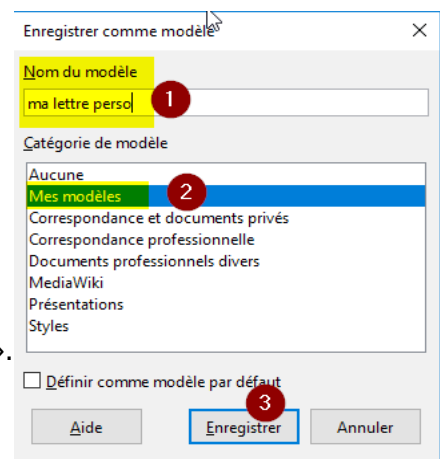 Enregistrer comme modèle
Nom du modèle
ma lettre perso
1
Catégorie de modèle
Aucune
Mes modèles
2
Correspondance et documents privés
Correspondance professionnelle
Documents professionnels divers
MediaWiki
Présentations
Styles
».
Définir comme modèle par défaut
3
Aide Enregistrer Annuler